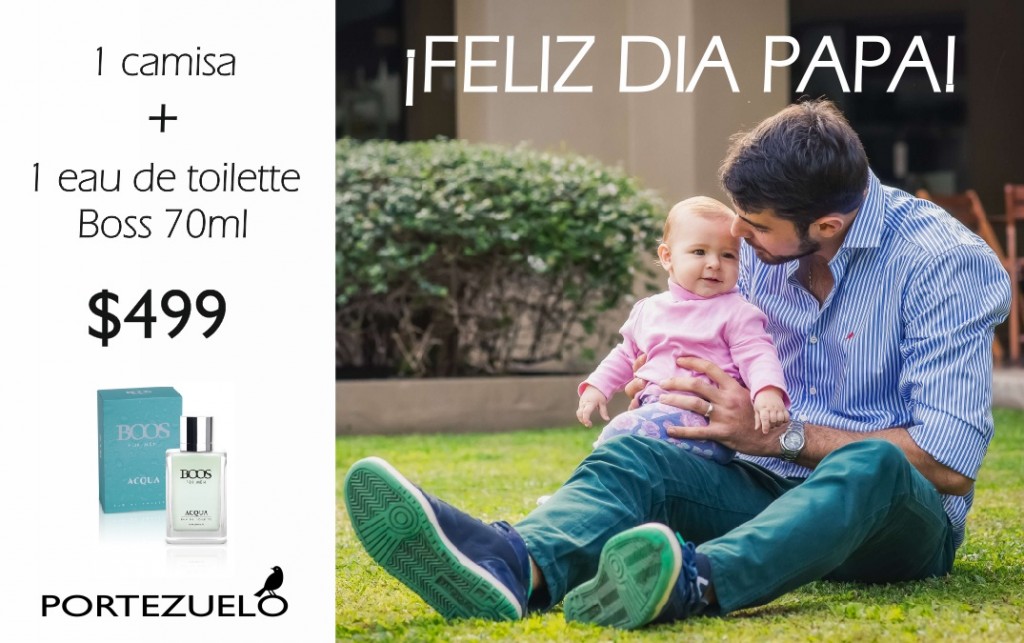 1 camisa
+
1 eau de toilette
Boss 70ml
$499
BOOS
ACQUA
BOOS
ACQUA
PORTEZUELO
¡FELIZ DIA PAPA!